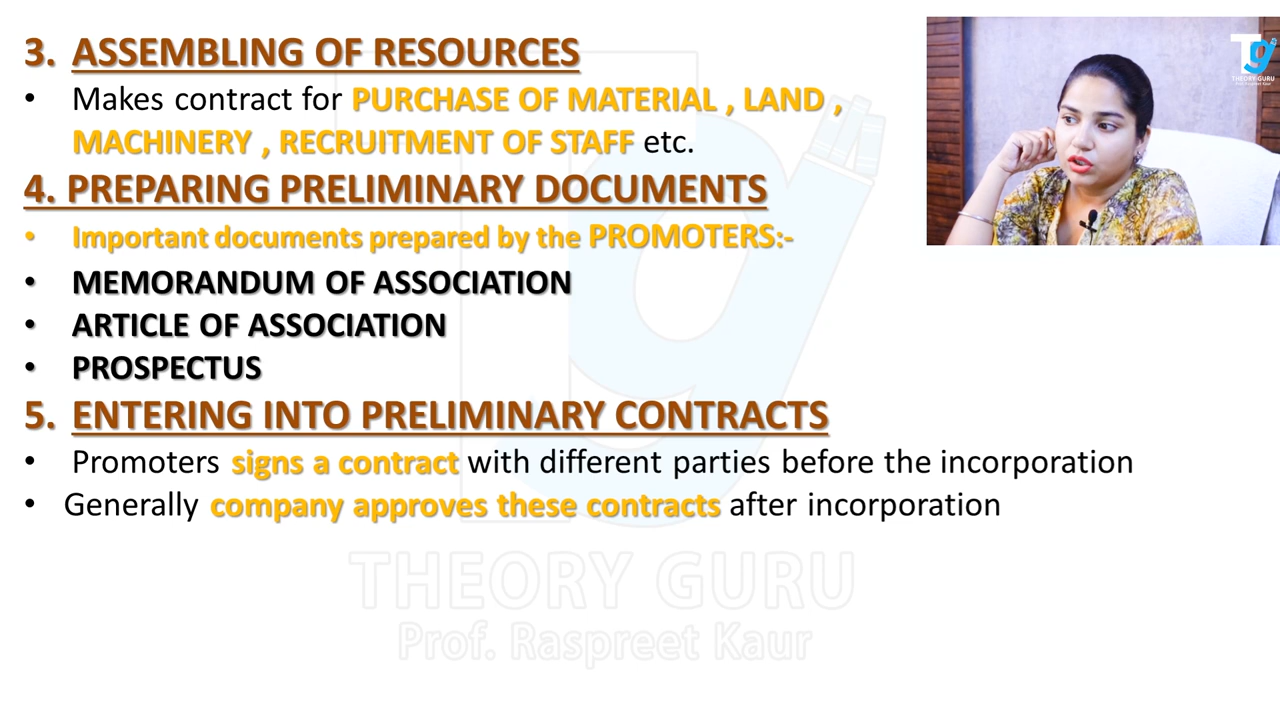 3. ASSEMBLING OF RESOURCES
• Makes contract for PURCHASE OF MATERIAL , LAND ,
MACHINERY , RECRUITMENT OF STAFF etc.
4. PREPARING PRELIMINARY DOCUMENTS
• Important documents prepared by the PROMOTERS:-
• MEMORANDUM OF ASSOCIATION
• ARTICLE OF ASSOCIATION
• PROSPECTUS
5. ENTERING INTO PRELIMINARY CONTRACTS
• Promoters signs a contract with different parties before the incorporation
• Generally company approves these contracts after incorporation
THEORY GURU
Prof. Raspreet Kaur
Tg
THEORY GURU
Prof. Raspreet Kaur